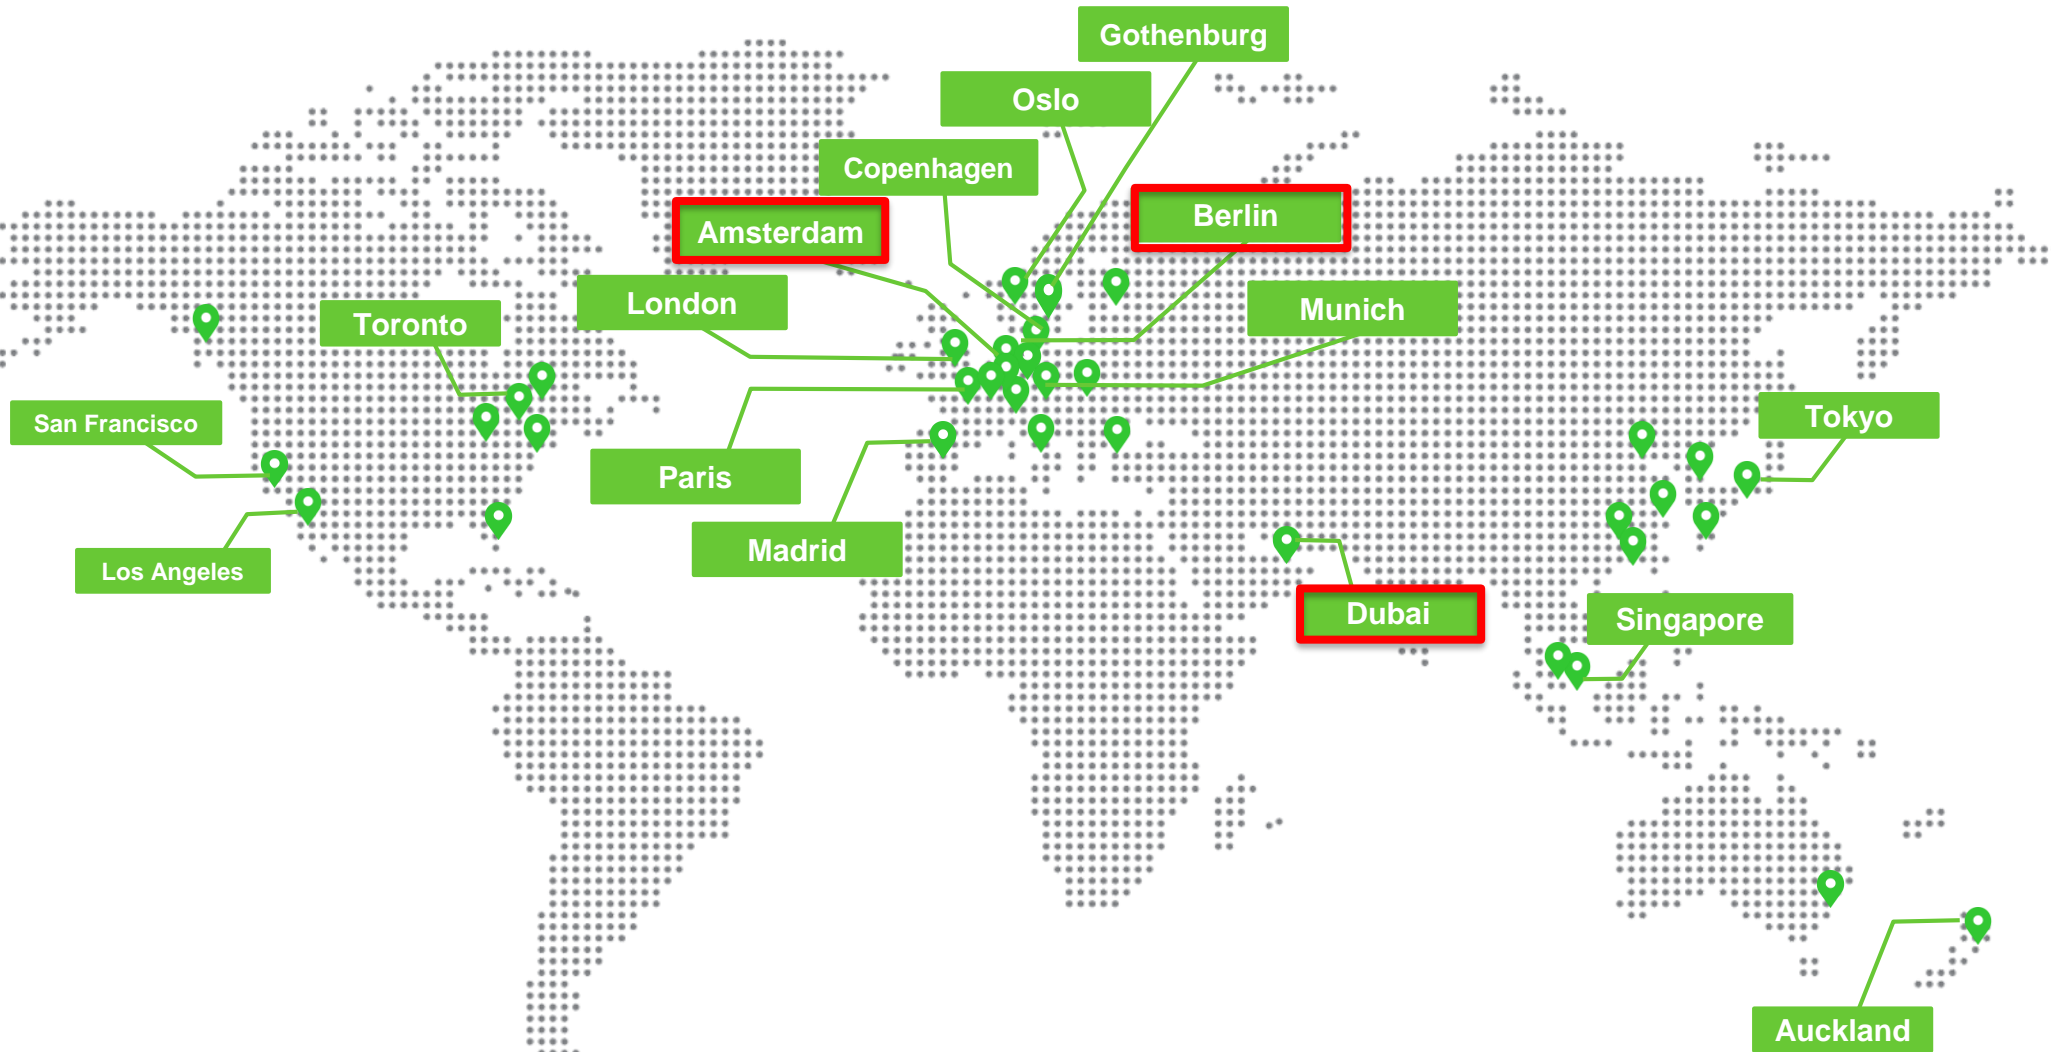 Gothenburg
Oslo
Copenhagen
Berlin
Amsterdam
London
Munich
Toronto
San Francisco
Tokyo
Paris
Madrid
Los Angeles
Dubai
Singapore
Auckland